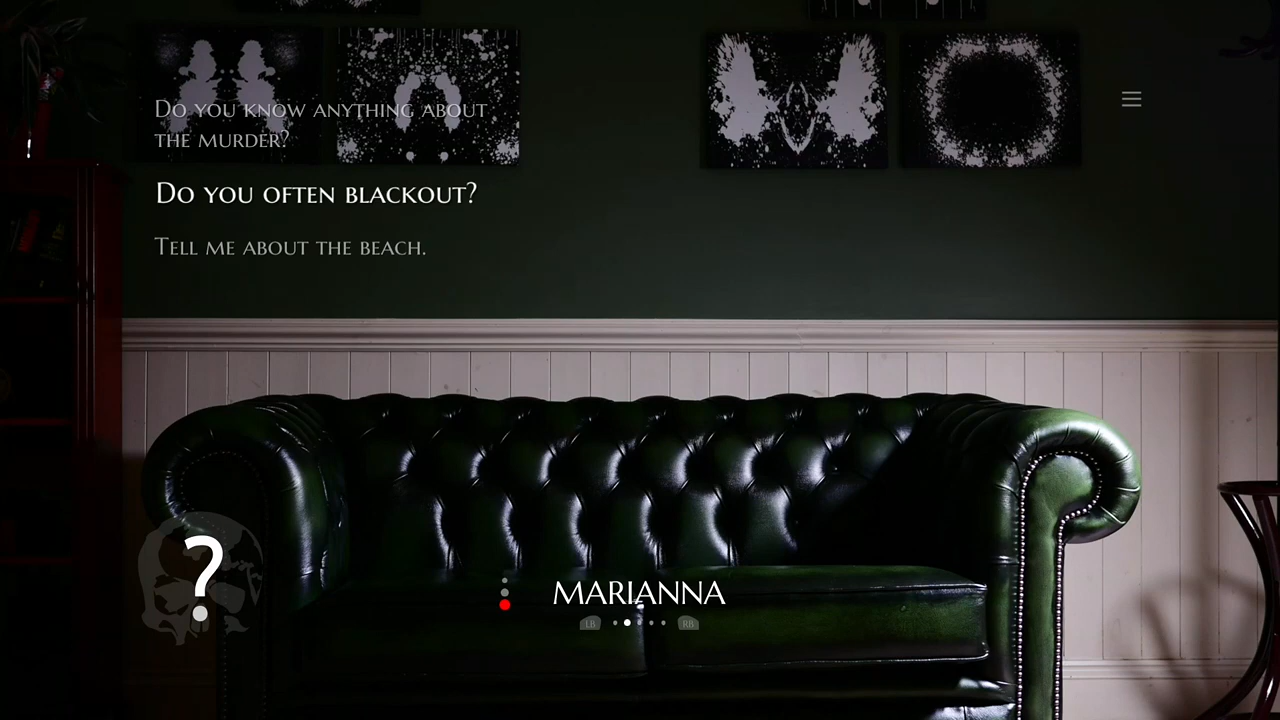 Do you know anything about
the murder?
Do you often blackout?
Tell me about the beach.
?
MARIANNA
LB
RB